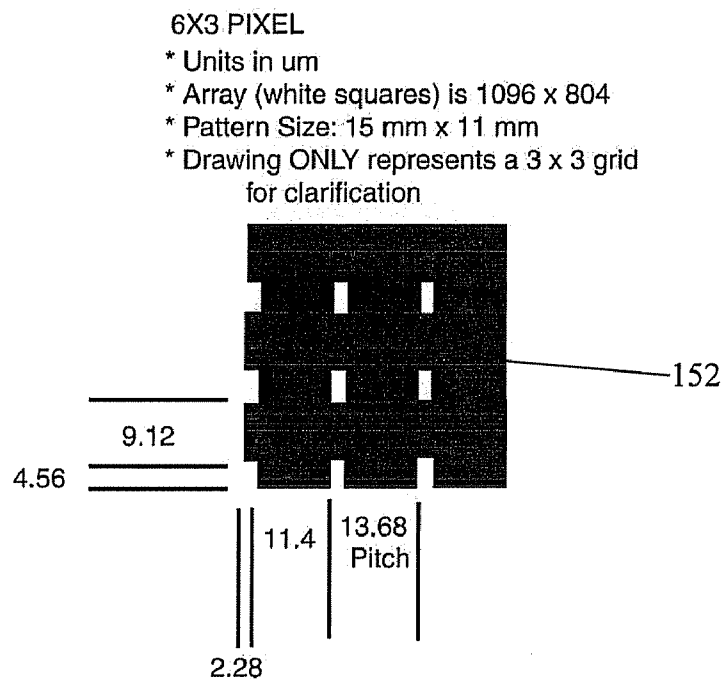 6X3 PIXEL
* Units in um
* Array (white squares) is 1096 x 804
* Pattern Size: 15 mm x 11 mm
* Drawing ONLY represents a 3 x 3 grid
for clarification
152
9.12
4.56
11.4
13.68
Pitch
2.28